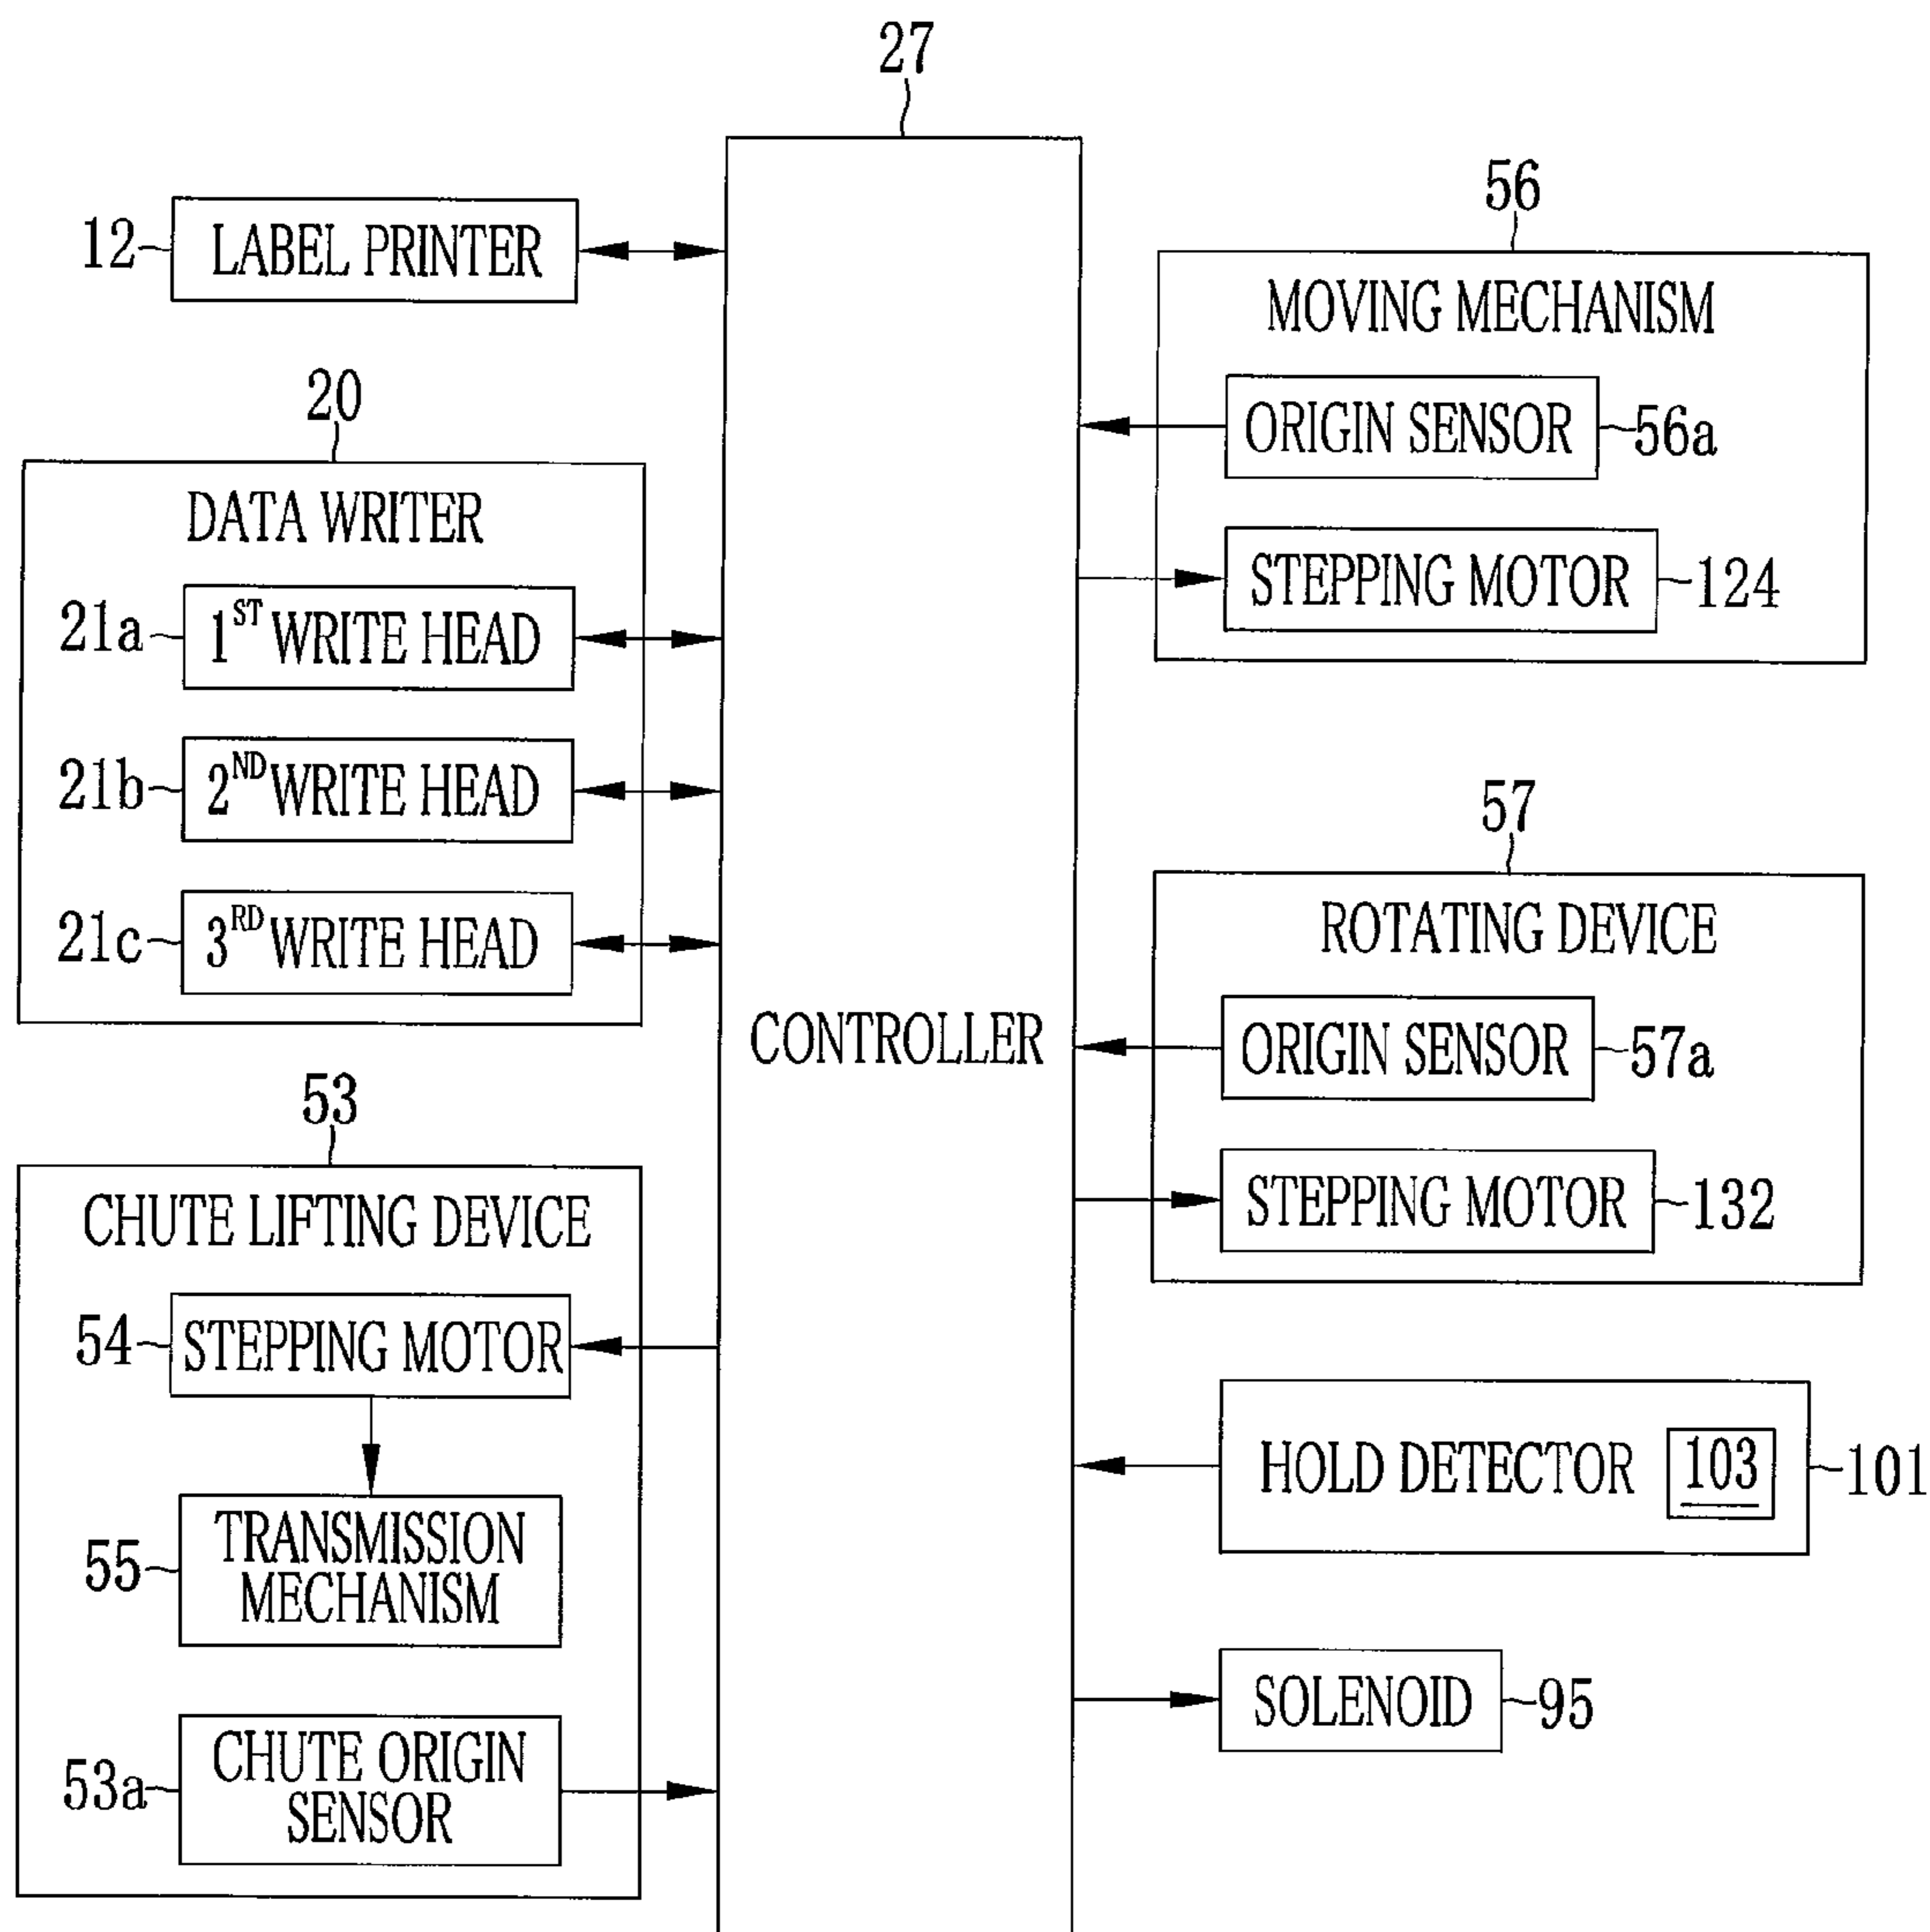 27
12 LABEL PRINTER
20
DATA WRITER
21a 1ST WRITE HEAD
21b 2ND WRITE HEAD
21c 3RD WRITE HEAD
53
CHUTE LIFTING DEVICE
54 STEPPING MOTOR
55 TRANSMISSION
MECHANISM
53a CHUTE ORIGIN
SENSOR
CONTROLLER
56
MOVING MECHANISM
ORIGIN SENSOR 56a
STEPPING MOTOR 124
57
ROTATING DEVICE
ORIGIN SENSOR 57a
STEPPING MOTOR 132
HOLD DETECTOR 103 101
SOLENOID 95